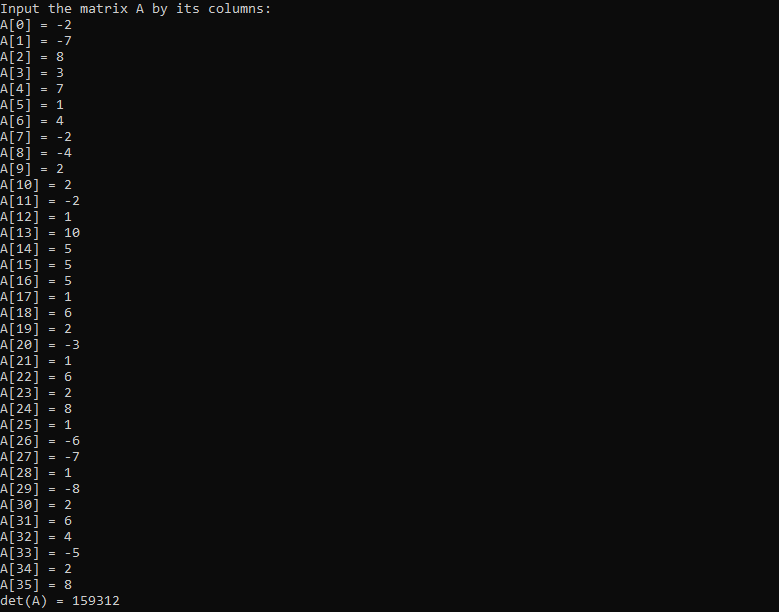 Input the matrix A by its columns:
A[0] = -2
A[1] = -7
A[2] = 8
A[3] = 3
A[4] = 7
A[5] = 1
A[6] = 4
A[7] = -2
A[8] = -4
A[9] = 2
A[10] = 2
A[11] = -2
A[12] = 1
A[13] = 10
A[14] = 5
A[15] = 5
A[16] = 5
A[17] = 1
A[18] = 6
A[19] = 2
A[20] = -3
A[21] = 1
A[22] = 6
A[23] = 2
A[24] = 8
A[25] = 1
A[26] = -6
A[27] = -7
A[28] = 1
A[29] = -8
A[30] = 2
A[31] = 6
A[32] = 4
A[33] = -5
A[34] = 2
A[35] = 8
det(A) = 159312